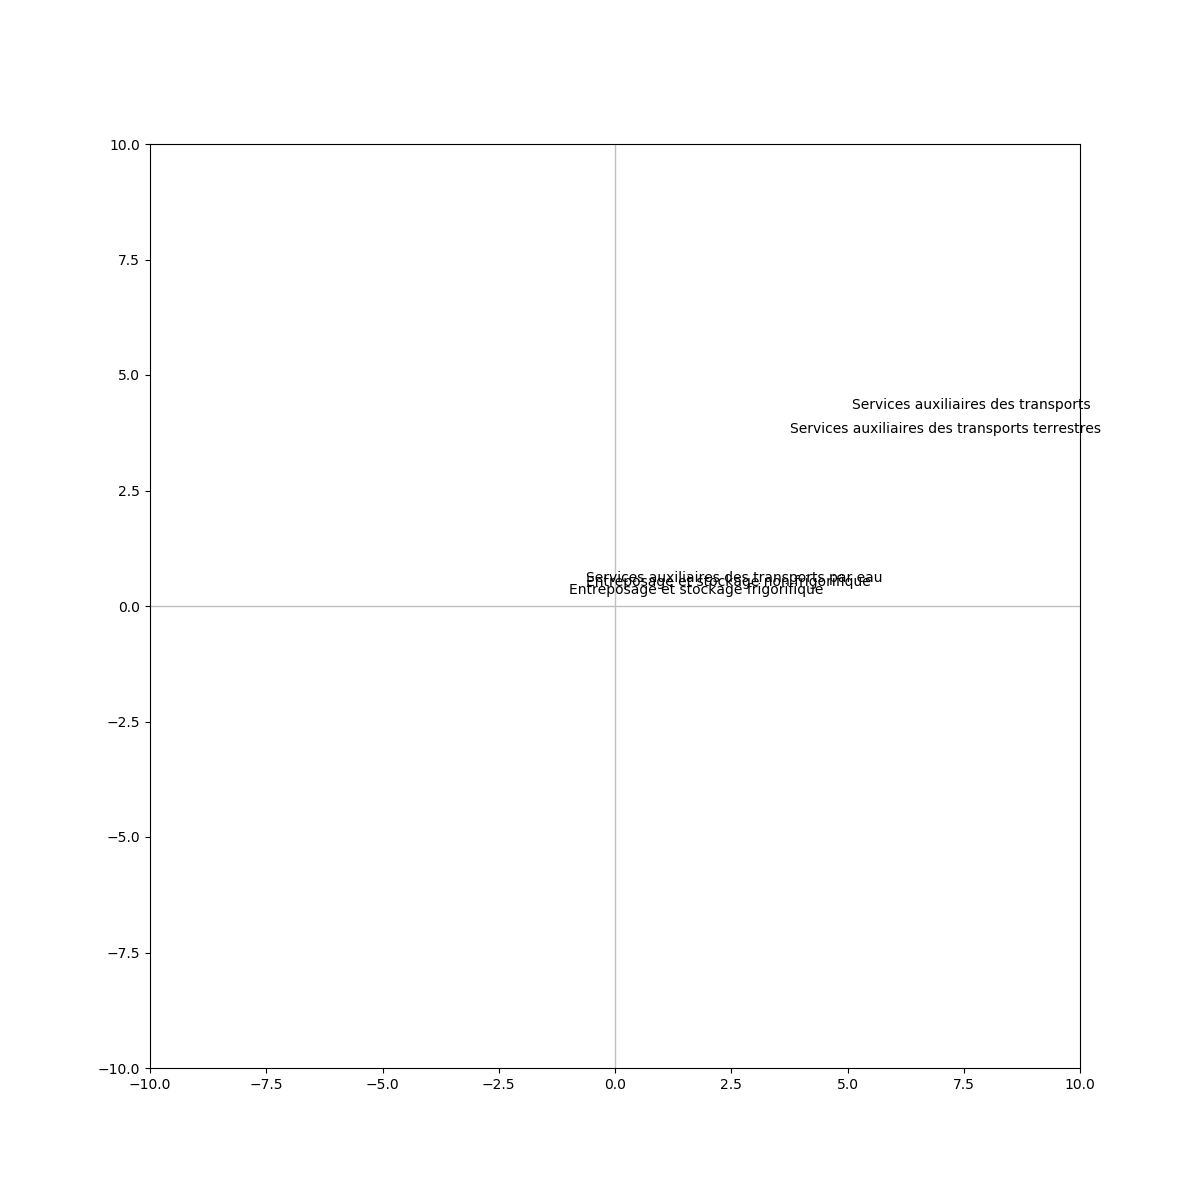 10.0
7.5
5.0
Services auxiliaires des transports
Services auxiliaires des transports terrestres
2.5
Services auxiliaires des transports par eau
Entreposage et stockage non frigorifique
Entreposage et stockage frigorifique
0.0
−2.5
−5.0
−7.5
−10.0
−10.0 −7.5 −5.0 −2.5 0.0 2.5 5.0 7.5 10.0